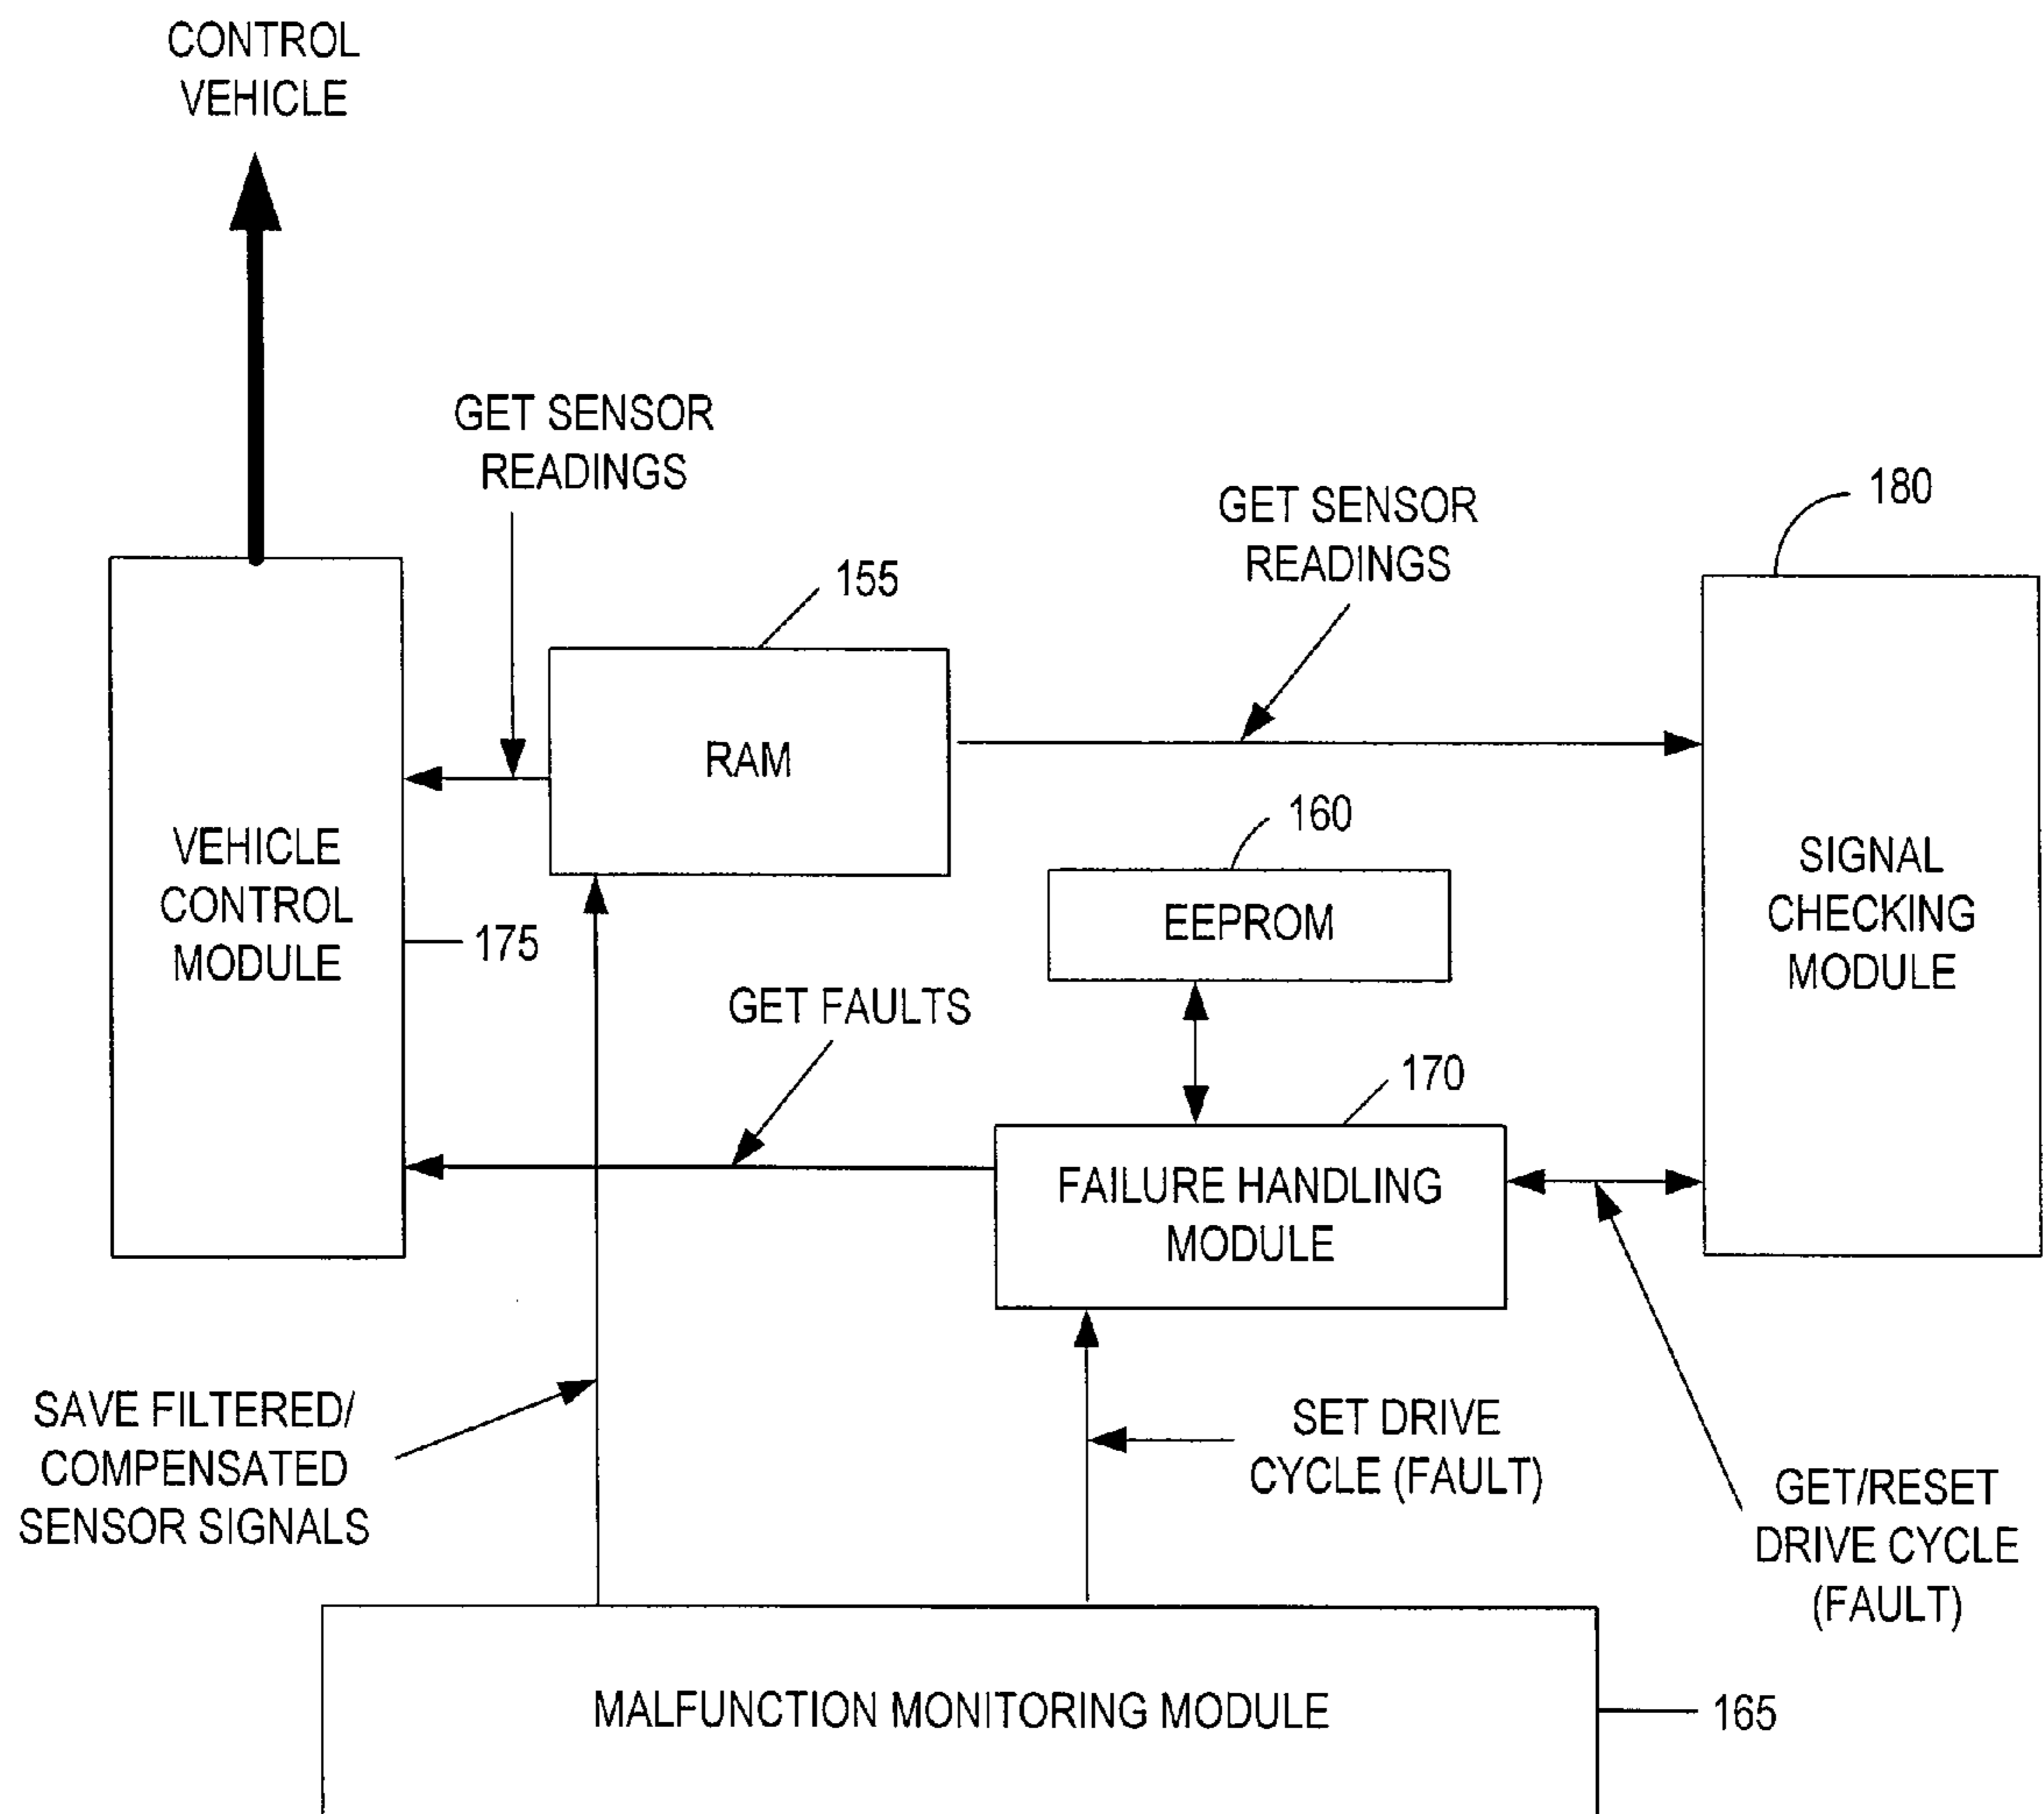 CONTROL
VEHICLE
GET SENSOR
READINGS
GET SENSOR
READINGS
180
155
RAM
160
VEHICLE
CONTROL
MODULE
175
EEPROM
SIGNAL
CHECKING
MODULE
GET FAULTS
170
FAILURE HANDLING
MODULE
SAVE FILTERED/
COMPENSATED
SENSOR SIGNALS
SET DRIVE
CYCLE (FAULT)
GET/RESET
DRIVE CYCLE
(FAULT)
MALFUNCTION MONITORING MODULE
165